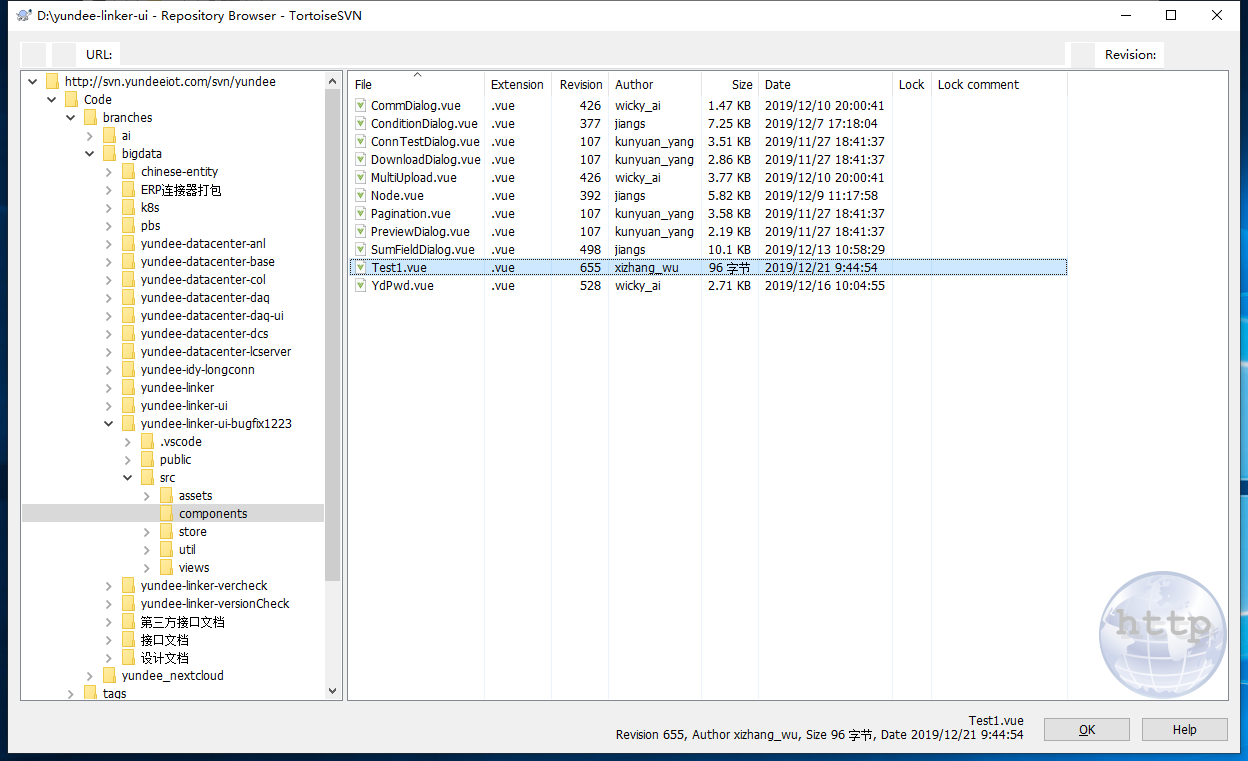 D:\yundee-linker-ui - Repository Browser - TortoiseSVN
URL:
Revision:
http://svn.yundeeiot.com/svn/yundee
Code
branches
ai
bigdata
chinese-entity
ERP连接器打包
k8s
pbs
yundee-datacenter-anl
yundee-datacenter-base
yundee-datacenter-col
yundee-datacenter-daq
yundee-datacenter-daq-ui
yundee-datacenter-dcs
yundee-datacenter-lcserver
yundee-idy-longconn
yundee-linker
yundee-linker-ui
yundee-linker-ui-bugfix1223
.vscode
public
src
assets
components
store
util
views
yundee-linker-vercheck
yundee-linker-versionCheck
第三方接口文档
接口文档
设计文档
yundee_nextcloud
tags
File Extension Revision Author Size Date Lock Lock comment
CommDialog.vue .vue 426 wicky_ai 1.47 KB 2019/12/10 20:00:41
ConditionDialog.vue .vue 377 jiangs 7.25 KB 2019/12/7 17:18:04
ConnTestDialog.vue .vue 107 kunyuan_yang 3.51 KB 2019/11/27 18:41:37
DownloadDialog.vue .vue 107 kunyuan_yang 2.86 KB 2019/11/27 18:41:37
MultiUpload.vue .vue 426 wicky_ai 3.77 KB 2019/12/10 20:00:41
Node.vue .vue 392 jiangs 5.82 KB 2019/12/9 11:17:58
Pagination.vue .vue 107 kunyuan_yang 3.58 KB 2019/11/27 18:41:37
PreviewDialog.vue .vue 107 kunyuan_yang 2.19 KB 2019/11/27 18:41:37
SumFieldDialog.vue .vue 498 jiangs 10.1 KB 2019/12/13 10:58:29
Test1.vue .vue 655 xizhang_wu 96 字节 2019/12/21 9:44:54
YdPwd.vue .vue 528 wicky_ai 2.71 KB 2019/12/16 10:04:55
http
Test1.vue
Revision 655, Author xizhang_wu, Size 96 字节, Date 2019/12/21 9:44:54
OK
Help